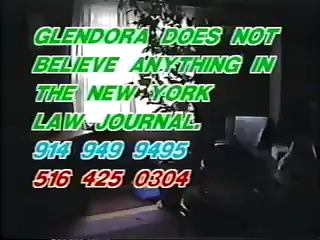 GLENDORA DOES NOT
BELIEVE ANYTHING IN
THE NEW YORK
LAW JOURNAL.
914 949 9495
516 425 0304